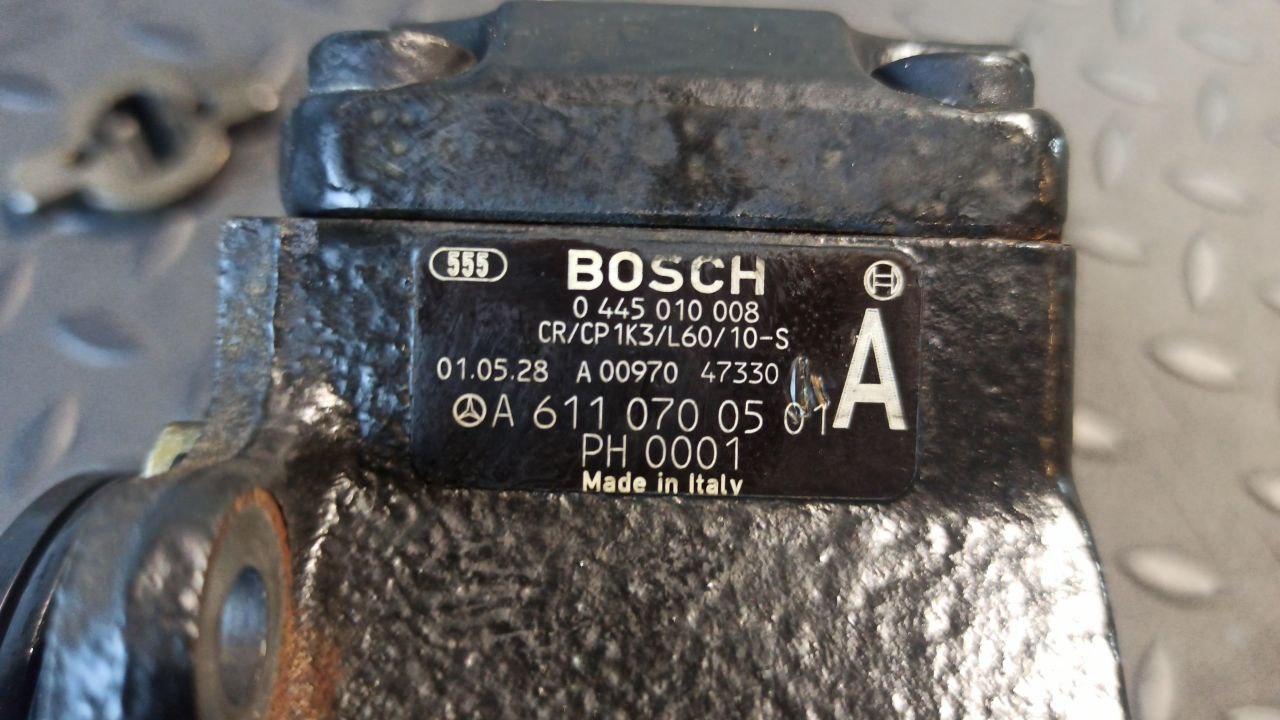 555 BOSCH
0 445 010 008
CR/CP1K3/L60/10-S
01.05.28 A 00970 47330
A 611 070 05 01 A
PH 0001
Made in Italy